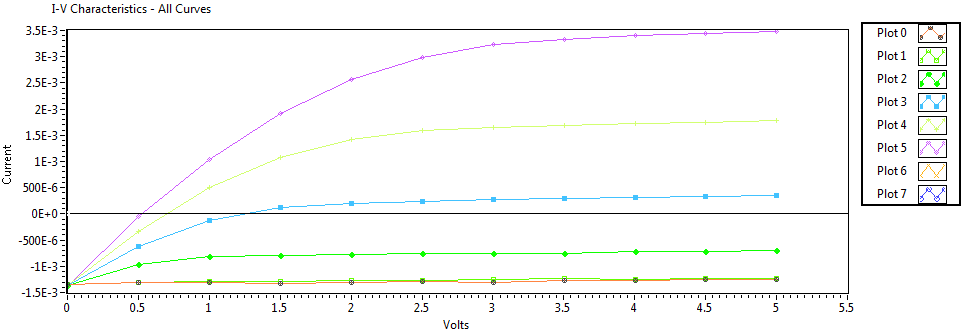 I-V Characteristics - All Curves
3.5E-3
3E-3
2.5E-3
2E-3
1.5E-3
1E-3
500E-6
0E+0
-500E-6
-1E-3
-1.5E-3
Current
0 0.5 1 1.5 2 2.5 3 3.5 4 4.5 5 5.5
Volts
Plot 0
Plot 1
Plot 2
Plot 3
Plot 4
Plot 5
Plot 6
Plot 7